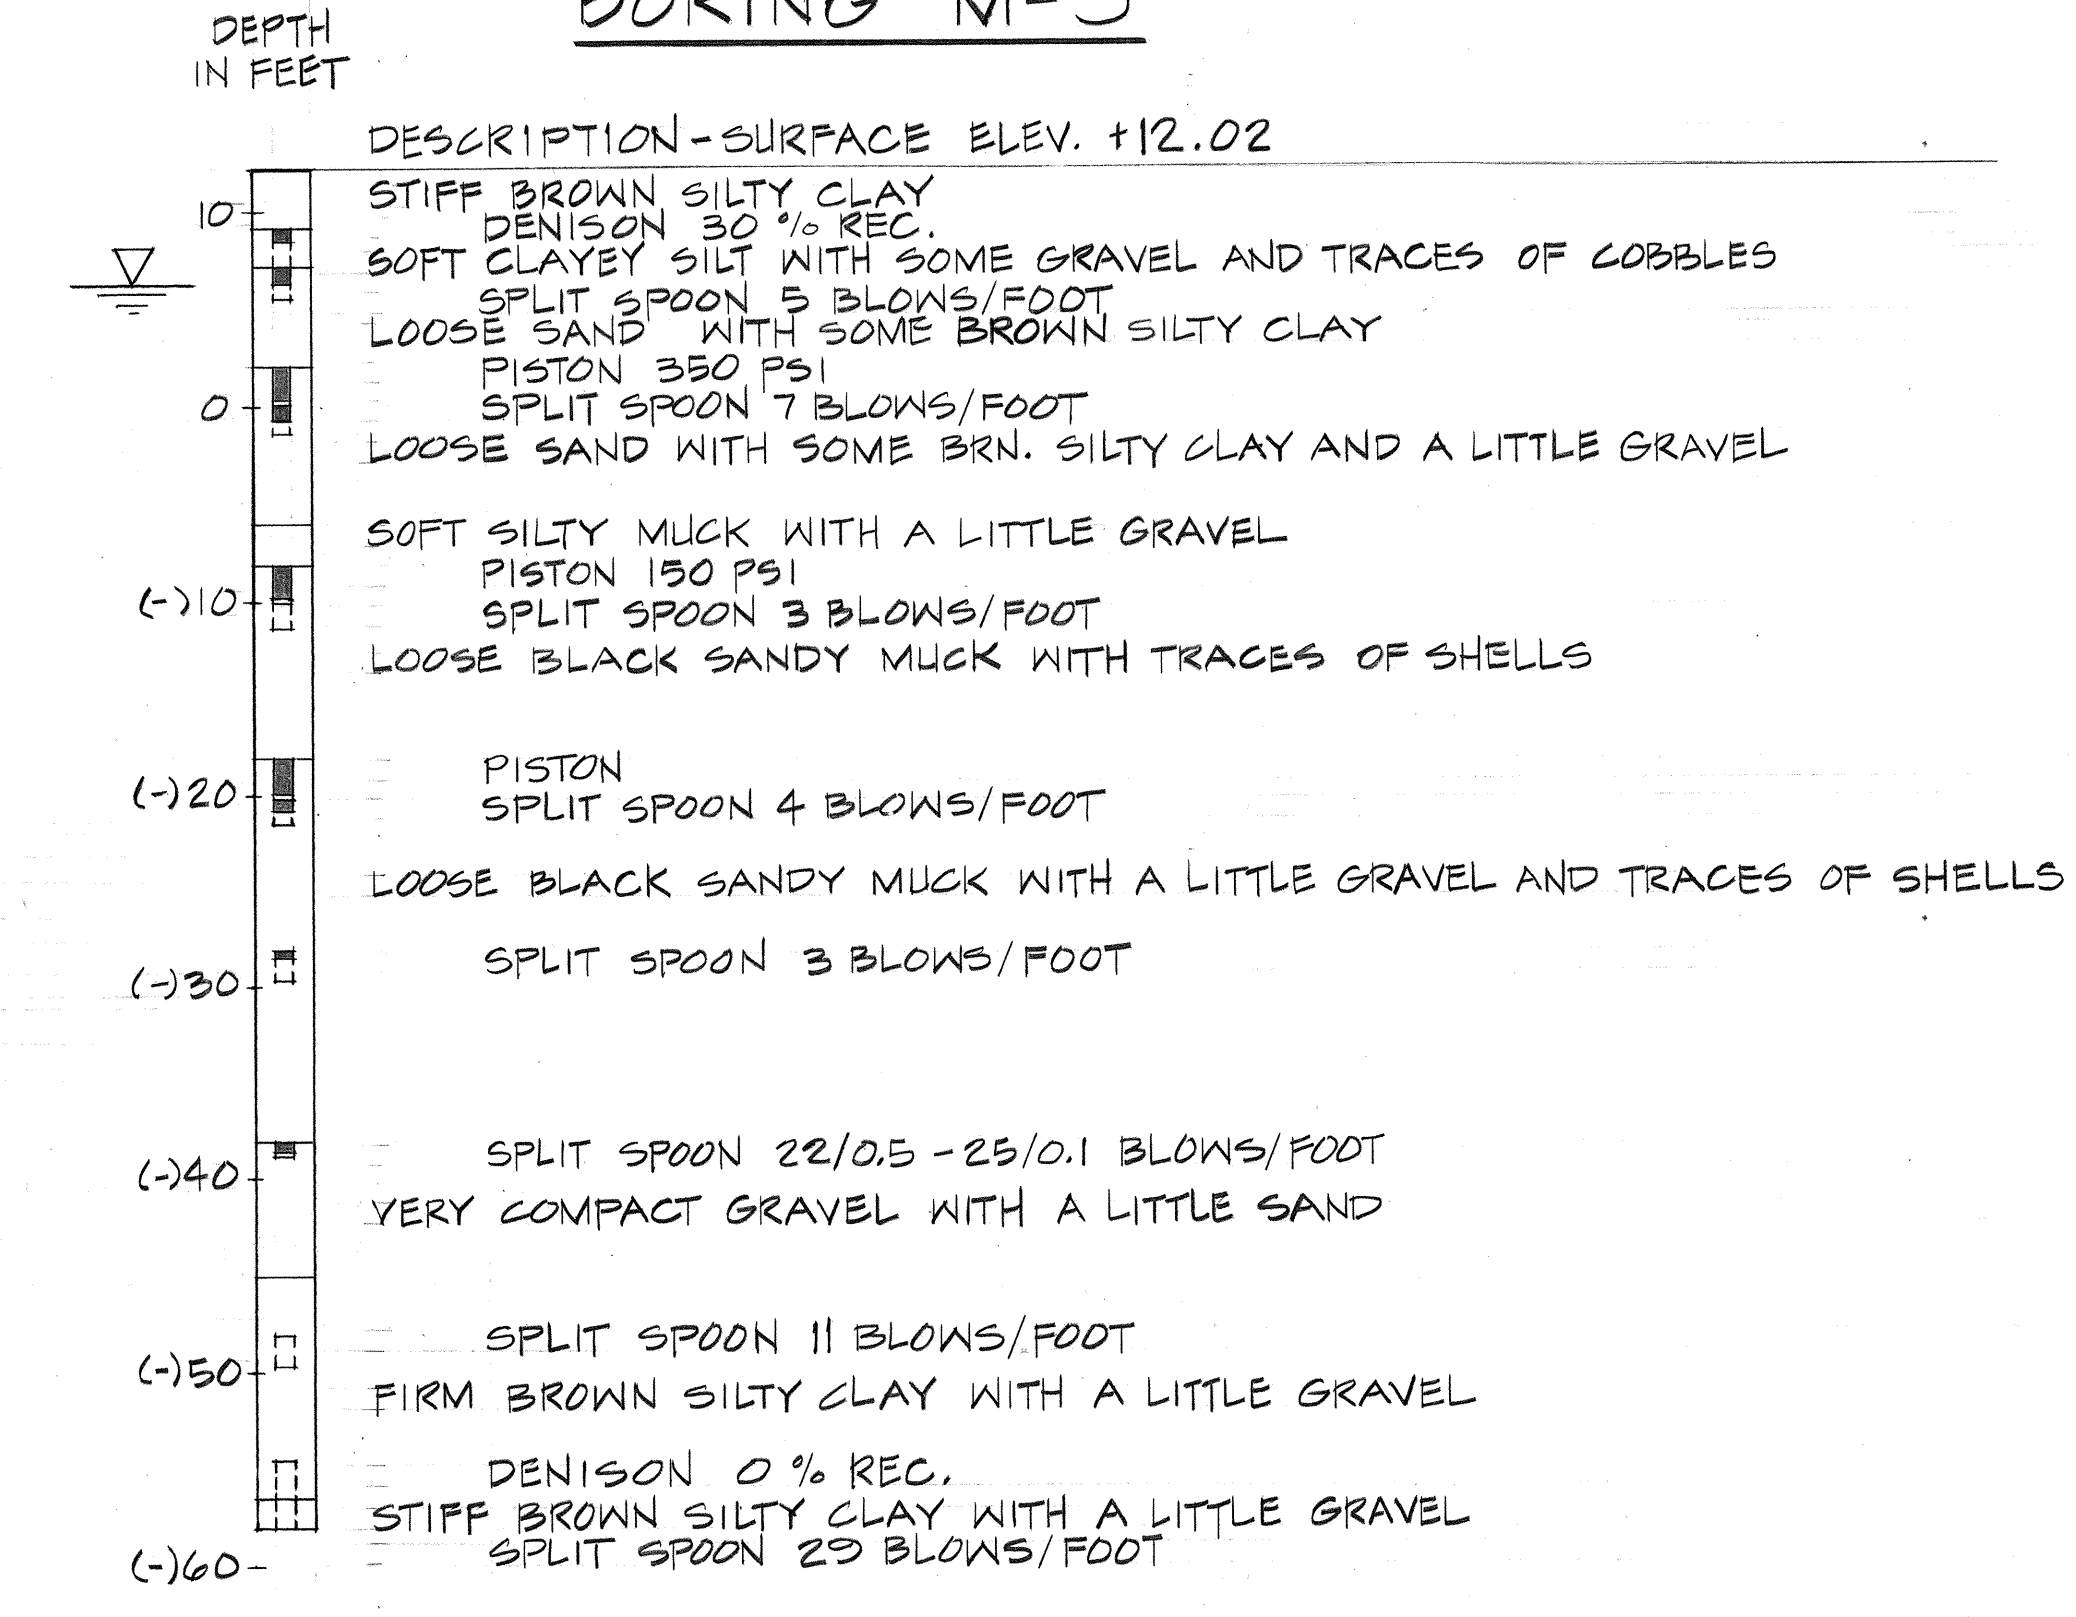 BORING M-5
DEPTH
IN FEET
DESCRIPTION-SURFACE ELEV. +12.02
STIFF BROWN SILTY CLAY
10
DENISON 30 % REC.
SOFT CLAYEY SILT WITH SOME GRAVEL AND TRACES OF COBBLES
SPLIT SPOON 5 BLOWS/FOOT
LOOSE SAND WITH SOME BROWN SILTY CLAY
PISTON 350 PSI
0
SPLIT SPOON 7 BLOWS/FOOT
LOOSE SAND WITH SOME BRN. SILTY CLAY AND A LITTLE GRAVEL
SOFT SILTY MUCK WITH A LITTLE GRAVEL
PISTON 150 PSI
(-)10
SPLIT SPOON 3 BLOWS/FOOT
LOOSE BLACK SANDY MUCK WITH TRACES OF SHELLS
PISTON
(-)20
SPLIT SPOON 4 BLOWS/FOOT
LOOSE BLACK SANDY MUCK WITH A LITTLE GRAVEL AND TRACES OF SHELLS
SPLIT SPOON 3 BLOWS/FOOT
(-)30
SPLIT SPOON 22/0.5 - 25/0.1 BLOWS/FOOT
(-)40
VERY COMPACT GRAVEL WITH A LITTLE SAND
SPLIT SPOON 11 BLOWS/FOOT
(-)50
FIRM BROWN SILTY CLAY WITH A LITTLE GRAVEL
DENISON 0 % REC.
STIFF BROWN SILTY CLAY WITH A LITTLE GRAVEL
SPLIT SPOON 29 BLOWS/FOOT
(-)60